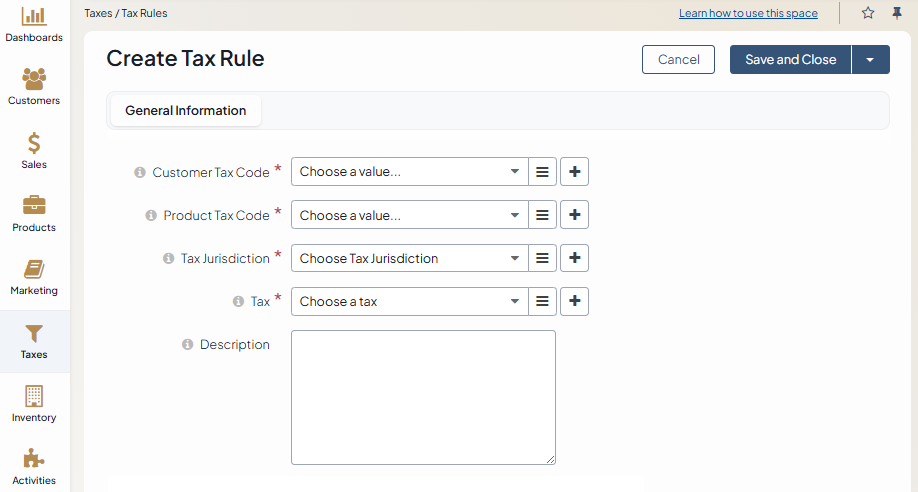 Dashboards
Customers
Sales
Products
Marketing
Taxes
Inventory
Activities
Taxes / Tax Rules
Learn how to use this space
Create Tax Rule
Cancel
Save and Close
General Information
Customer Tax Code *
Choose a value...
Product Tax Code *
Choose a value...
Tax Jurisdiction *
Choose Tax Jurisdiction
Tax *
Choose a tax
Description